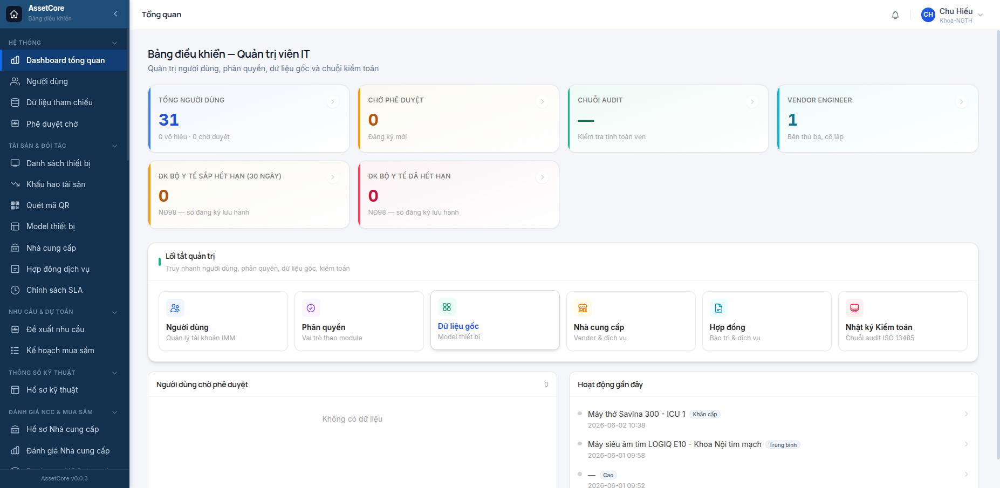 AssetCore
Bảng điều khiển
HỆ THỐNG
Dashboard tổng quan
Người dùng
Dữ liệu tham chiếu
Phê duyệt chờ
TÀI SẢN & ĐỐI TÁC
Danh sách thiết bị
Khấu hao tài sản
Quét mã QR
Model thiết bị
Nhà cung cấp
Hợp đồng dịch vụ
Chính sách SLA
NHU CẦU & DỰ TOÁN
Đề xuất nhu cầu
Kế hoạch mua sắm
THÔNG SỐ KỸ THUẬT
Hồ sơ kỹ thuật
ĐÁNH GIÁ NCC & MUA SẮM
Hồ sơ Nhà cung cấp
Đánh giá Nhà cung cấp
AssetCore v0.0.3
Tổng quan
CH
Chu Hiếu
Khoa-NGTH
Bảng điều khiển — Quản trị viên IT
Quản trị người dùng, phân quyền, dữ liệu gốc và chuỗi kiểm toán
TỔNG NGƯỜI DÙNG
31
0 vô hiệu · 0 chờ duyệt
CHỜ PHÊ DUYỆT
0
Đăng ký mới
CHUỖI AUDIT
—
Kiểm tra tính toàn vẹn
VENDOR ENGINEER
1
Bên thứ ba, cô lập
ĐK BỘ Y TẾ SẮP HẾT HẠN (30 NGÀY)
0
NĐ98 — số đăng ký lưu hành
ĐK BỘ Y TẾ ĐÃ HẾT HẠN
0
NĐ98 — số đăng ký lưu hành
Lối tắt quản trị
Truy nhanh người dùng, phân quyền, dữ liệu gốc, kiểm toán
Người dùng
Quản lý tài khoản IMM
Phân quyền
Vai trò theo module
Dữ liệu gốc
Model thiết bị
Nhà cung cấp
Vendor & dịch vụ
Hợp đồng
Bảo trì & dịch vụ
Nhật ký Kiểm toán
Chuỗi audit ISO 13485
Người dùng chờ phê duyệt
0
Không có dữ liệu
Hoạt động gần đây
Máy thở Savina 300 - ICU 1 Khẩn cấp
2026-06-02 10:38
Máy siêu âm tim LOGIQ E10 - Khoa Nội tim mạch Trung bình
2026-06-01 09:58
— Cao
2026-06-01 09:52